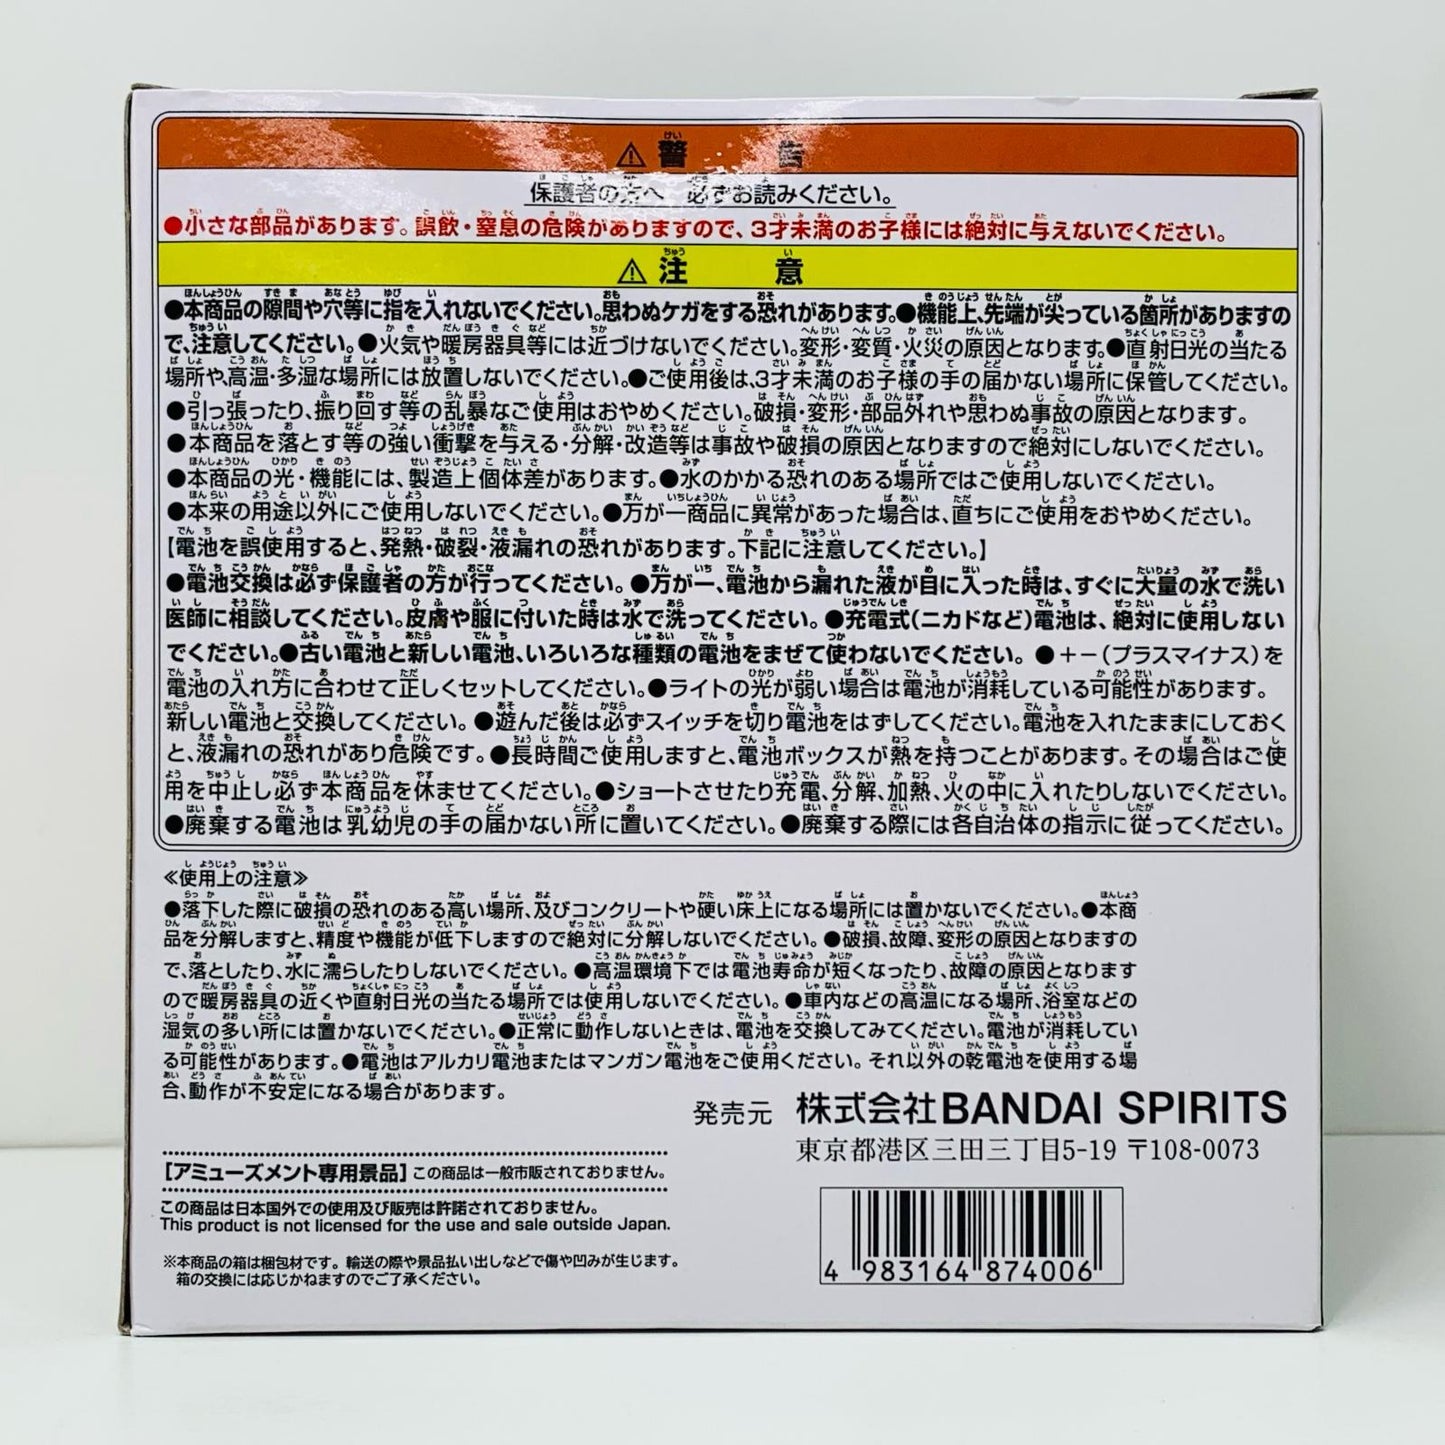 ⚠警告
保護者の方へ 必ずお読みください。
●小さな部品があります。誤飲・窒息の危険がありますので、3才未満のお子様には絶対に与えないでください。
⚠注意
●本商品の隙間や穴等に指を入れないでください。思わぬケガをする恐れがあります。●機能上、先端が尖っている箇所がありますの
で、注意してください。●火気や暖房器具等には近づけないでください。変形・変質・火災の原因となります。●直射日光の当たる
場所や、高温・多湿な場所には放置しないでください。●ご使用後は、3才未満のお子様の手の届かない場所に保管してください。
●引っ張ったり、振り回す等の乱暴なご使用はおやめください。破損・変形・部品外れや思わぬ事故の原因となります。
●本商品を落とす等の強い衝撃を与える・分解・改造等は事故や破損の原因となりますので絶対にしないでください。
●本商品の光・機能には、製造上個体差があります。●水のかかる恐れのある場所ではご使用しないでください。
●本来の用途以外にご使用しないでください。●万が一商品に異常があった場合は、直ちにご使用をおやめください。
【電池を誤使用すると、発熱・破裂・液漏れの恐れがあります。下記に注意してください。】
●電池交換は必ず保護者の方が行ってください。●万が一、電池から漏れた液が目に入った時は、すぐに大量の水で洗い
医師に相談してください。皮膚や服に付いた時は水で洗ってください。●充電式(ニカドなど)電池は、絶対に使用しない
でください。●古い電池と新しい電池、いろいろな種類の電池をまぜて使わないでください。●+−(プラスマイナス)を
電池の入れ方に合わせて正しくセットしてください。●ライトの光が弱い場合は電池が消耗している可能性があります。
新しい電池と交換してください。●遊んだ後は必ずスイッチを切り電池をはずしてください。電池を入れたままにしておく
と、液漏れの恐れがあり危険です。●長時間ご使用しますと、電池ボックスが熱を持つことがあります。その場合はご使
用を中止し必ず本商品を休ませてください。●ショートさせたり充電、分解、加熱、火の中に入れたりしないでください。
●廃棄する電池は乳幼児の手の届かない所に置いてください。●廃棄する際には各自治体の指示に従ってください。
≪使用上の注意≫
●落下した際に破損の恐れのある高い場所、及びコンクリートや硬い床上になる場所には置かないでください。●本商
品を分解しますと、精度や機能が低下しますので絶対に分解しないでください。●破損、故障、変形の原因となりますの
で、落としたり、水に濡らしたりしないでください。●高温環境下では電池寿命が短くなったり、故障の原因となります
ので暖房器具の近くや直射日光の当たる場所では使用しないでください。●車内などの高温になる場所、浴室などの
湿気の多い所には置かないでください。●正常に動作しないときは、電池を交換してみてください。電池が消耗してい
る可能性があります。●電池はアルカリ電池またはマンガン電池をご使用ください。それ以外の乾電池を使用する場
合、動作が不安定になる場合があります。
発売元 株式会社BANDAI SPIRITS
東京都港区三田三丁目5-19 〒108-0073
[アミューズメント専用景品] この商品は一般市販されておりません。
この商品は日本国外での使用及び販売は許諾されておりません。
This product is not licensed for the use and sale outside Japan.
※本商品の箱は梱包材です。輸送の際や景品払い出しなどで傷や凹みが生じます。
箱の交換には応じかねますのでご了承ください。
4 983164 874006